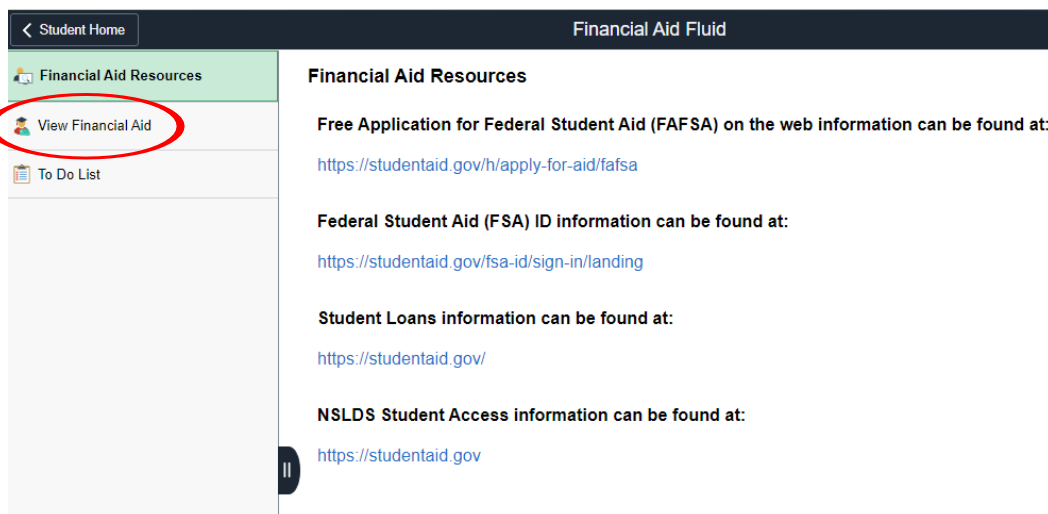 Student Home
Financial Aid Fluid
Financial Aid Resources
View Financial Aid
To Do List
Financial Aid Resources
Free Application for Federal Student Aid (FAFSA) on the web information can be found at:
https://studentaid.gov/h/apply-for-aid/fafsa
Federal Student Aid (FSA) ID information can be found at:
https://studentaid.gov/fsa-id/sign-in/landing
Student Loans information can be found at:
https://studentaid.gov/
NSLDS Student Access information can be found at:
https://studentaid.gov